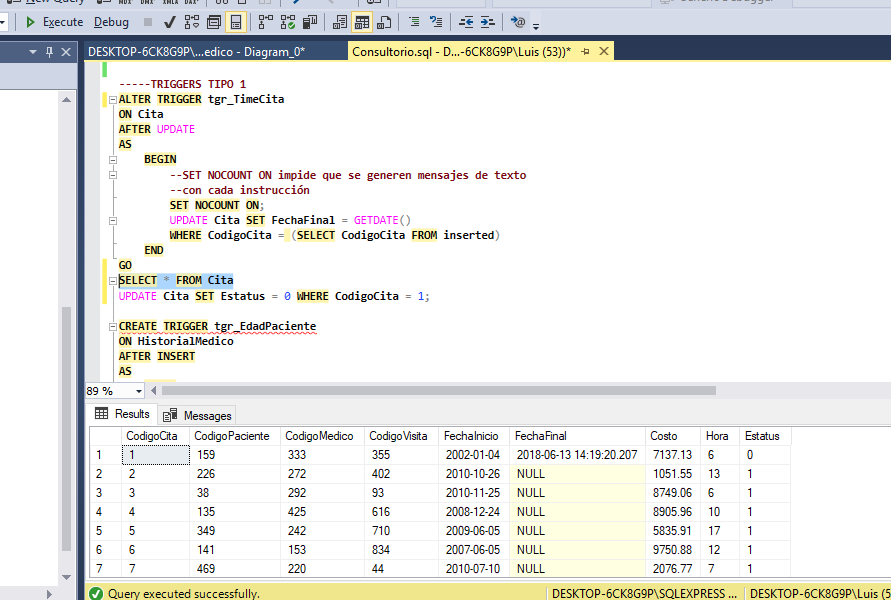 Execute Debug
DESKTOP-6CK8G9P\...edico - Diagram_0* Consultorio.sql - D...-6CK8G9P\Luis (53))*
-----TRIGGERS TIPO 1
ALTER TRIGGER tgr_TimeCita
ON Cita
AFTER UPDATE
AS
BEGIN
--SET NOCOUNT ON impide que se generen mensajes de texto
--con cada instrucción
SET NOCOUNT ON;
UPDATE Cita SET FechaFinal = GETDATE()
WHERE CodigoCita = (SELECT CodigoCita FROM inserted)
END
GO
SELECT * FROM Cita
UPDATE Cita SET Estatus = 0 WHERE CodigoCita = 1;
CREATE TRIGGER tgr_EdadPaciente
ON HistorialMedico
AFTER INSERT
AS
89 %
Results Messages
CodigoCita CodigoPaciente CodigoMedico CodigoVisita FechaInicio FechaFinal Costo Hora Estatus
1 1 159 333 355 2002-01-04 2018-06-13 14:19:20.207 7137.13 6 0
2 2 226 272 402 2010-10-26 NULL 1051.55 13 1
3 3 38 292 93 2010-11-25 NULL 8749.06 6 1
4 4 135 425 616 2008-12-24 NULL 8905.96 10 1
5 5 349 242 710 2009-06-05 NULL 5835.91 17 1
6 6 141 153 834 2007-06-05 NULL 9750.88 12 1
7 7 469 220 44 2010-07-10 NULL 2076.77 7 1
Query executed successfully. DESKTOP-6CK8G9P\SQLEXPRESS ... DESKTOP-6CK8G9P\Luis (5